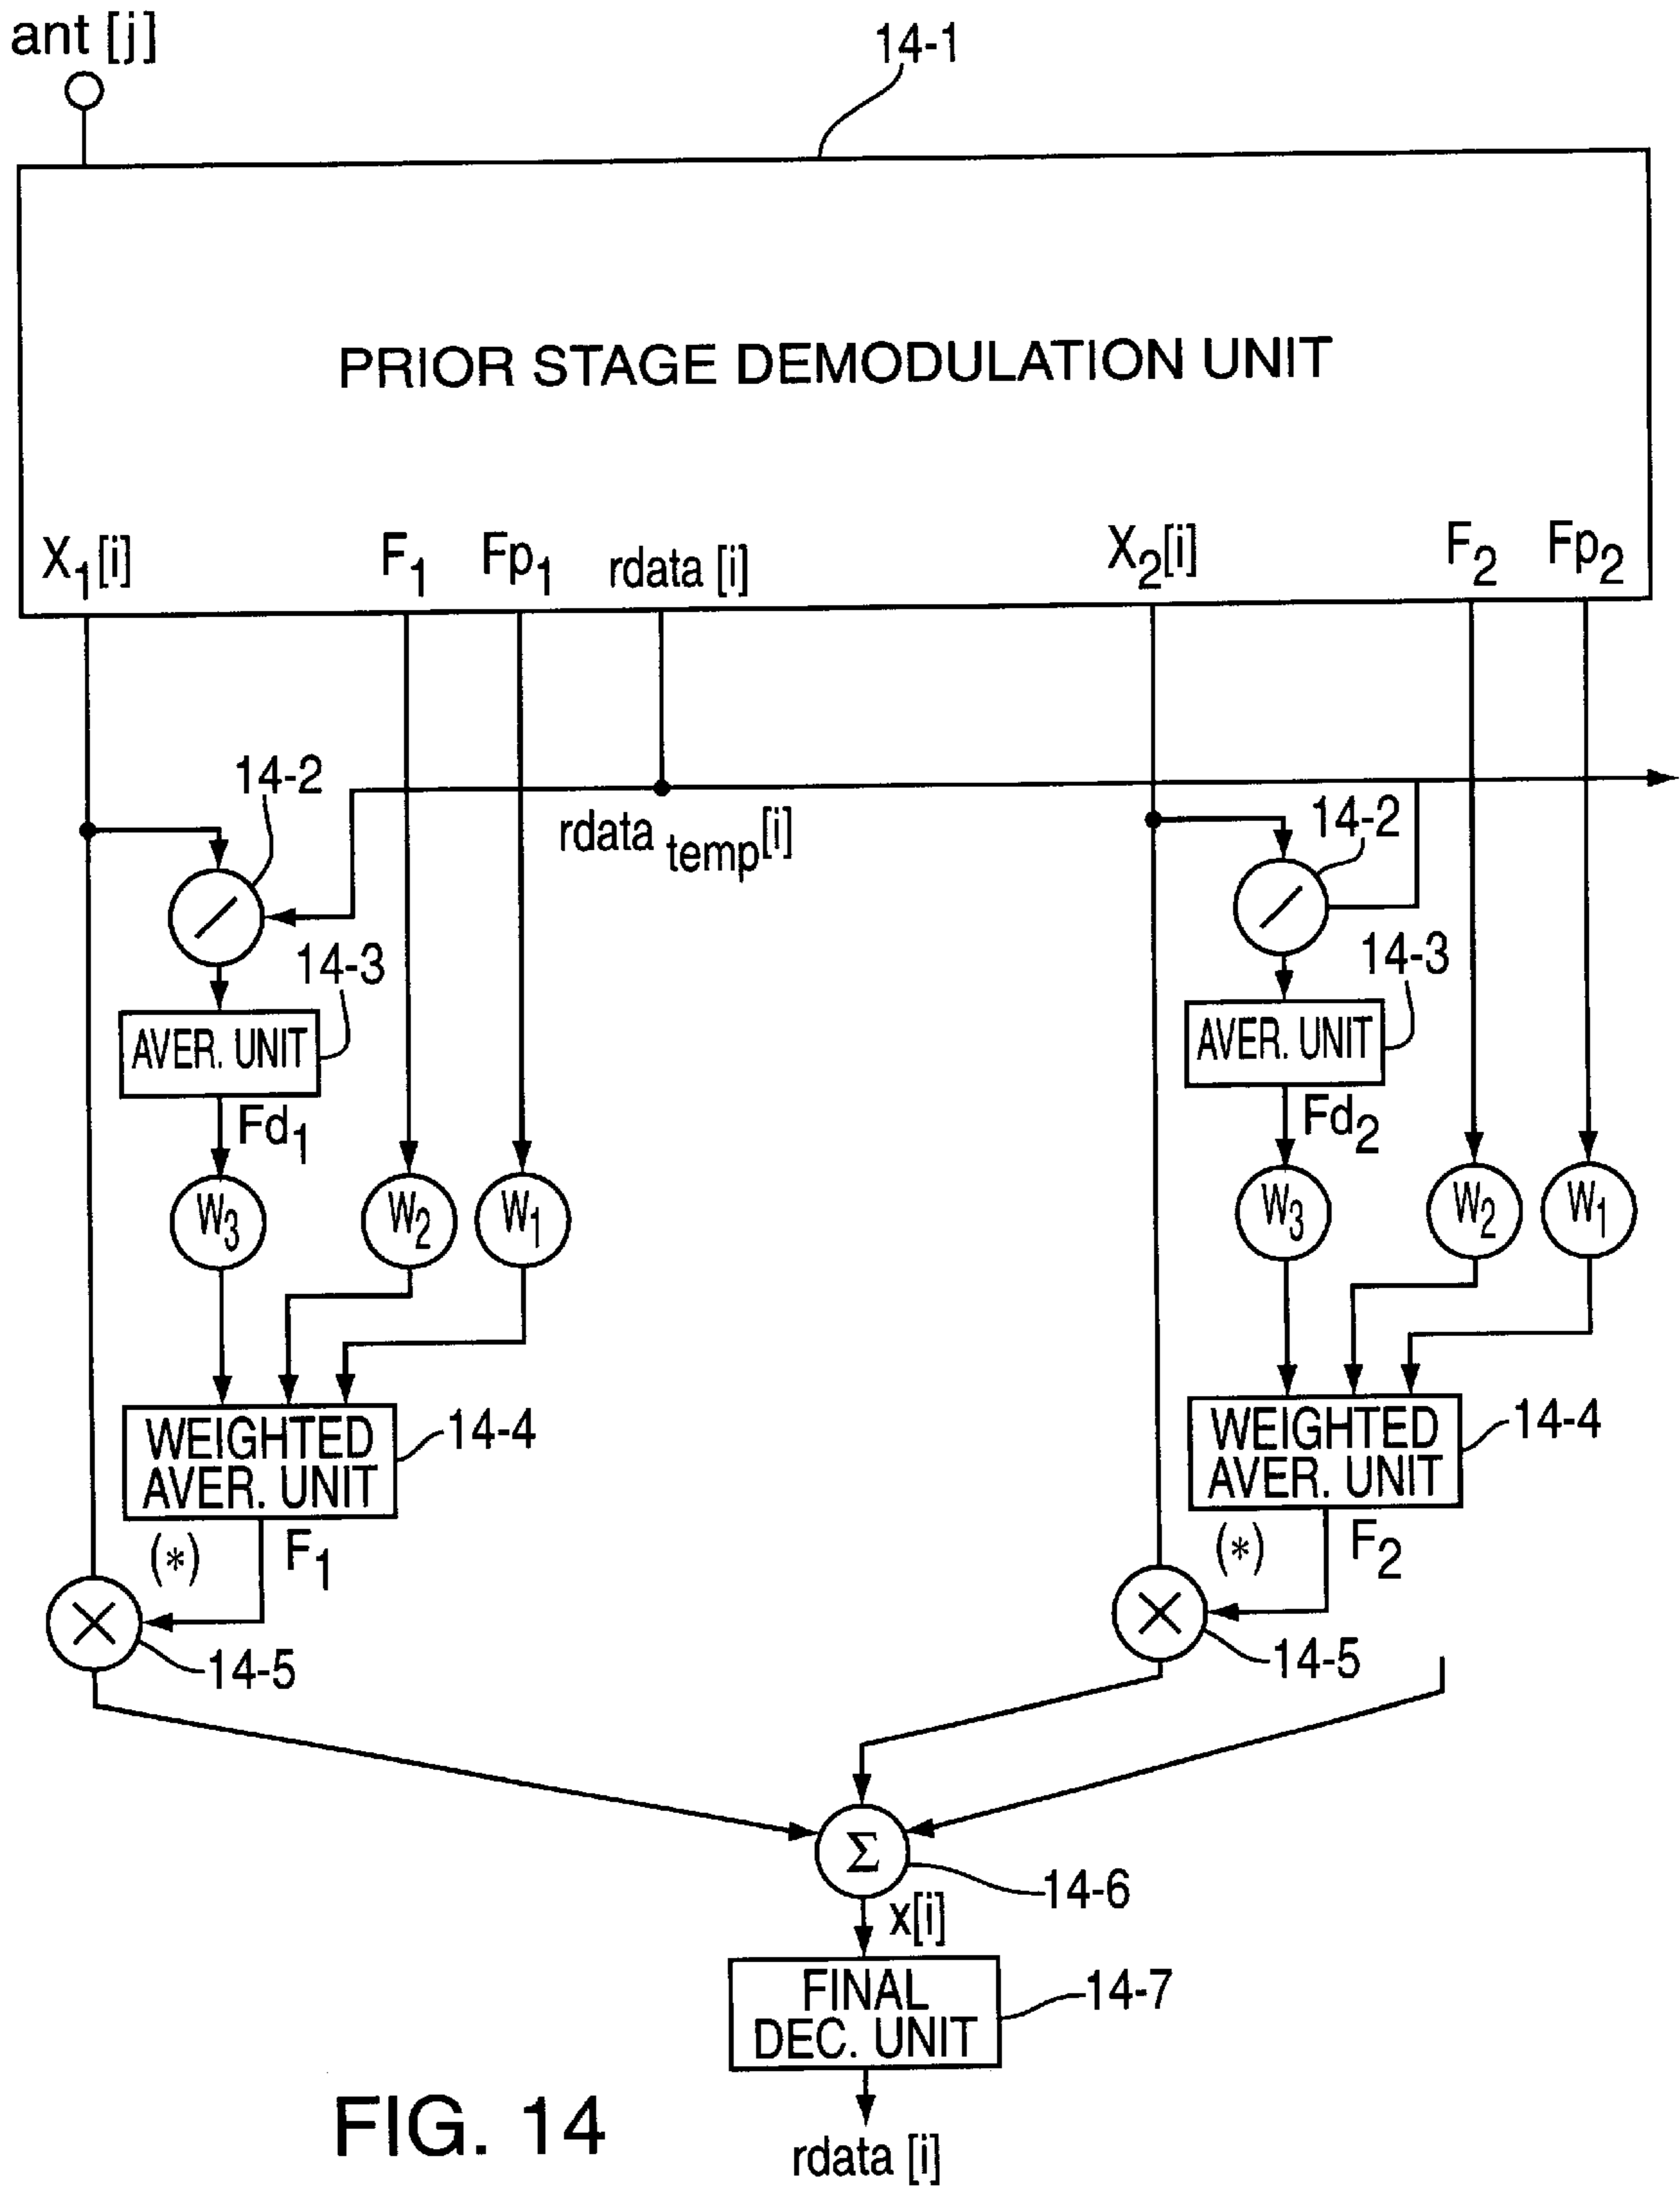 ant [j]
14-1
PRIOR STAGE DEMODULATION UNIT
X1[i] F1 Fp1 rdata [i] X2[i] F2 Fp2
14-2
rdata temp[i]
14-2
14-3
14-3
AVER. UNIT
AVER. UNIT
Fd1
Fd2
W3 W2 W1
W3 W2 W1
WEIGHTED
AVER. UNIT
14-4
WEIGHTED
AVER. UNIT
14-4
(*) F1
(*) F2
14-5
14-5
Σ
14-6
x[i]
FINAL
DEC. UNIT
14-7
rdata [i]
FIG. 14